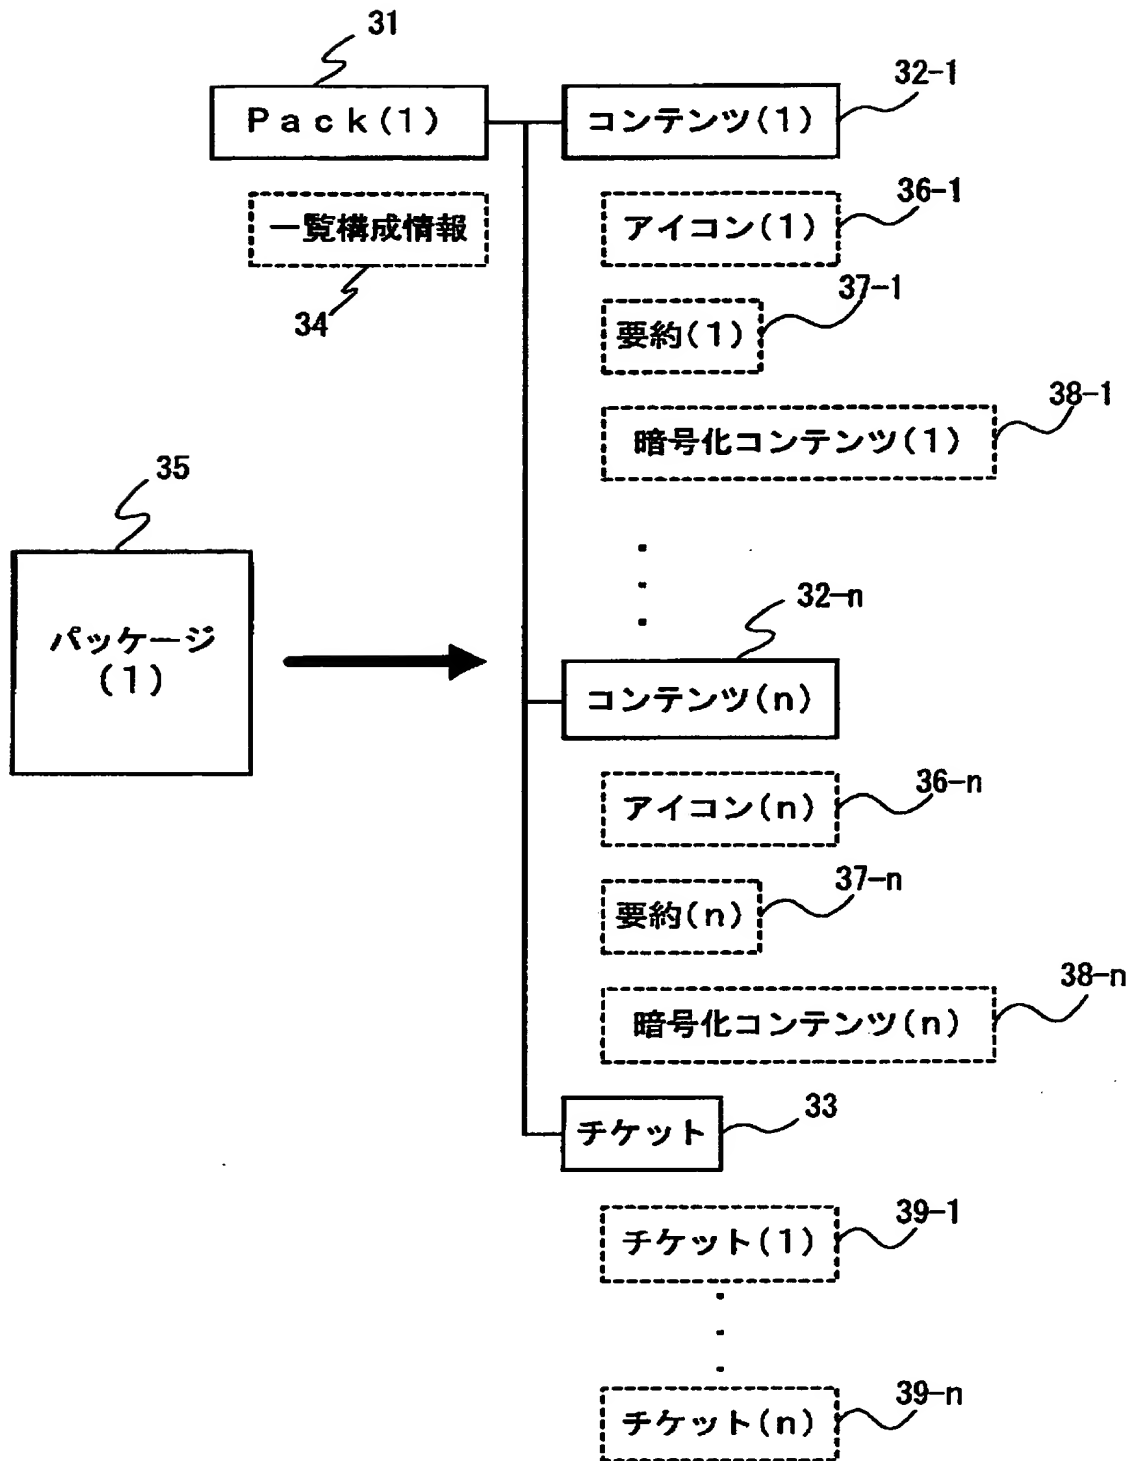 31
Pack(1)
一覧構成情報
34
32-1
コンテンツ(1)
36-1
アイコン(1)
37-1
要約(1)
38-1
暗号化コンテンツ(1)
35
パッケージ
(1)
32-n
コンテンツ(n)
36-n
アイコン(n)
37-n
要約(n)
38-n
暗号化コンテンツ(n)
33
チケット
39-1
チケット(1)
39-n
チケット(n)